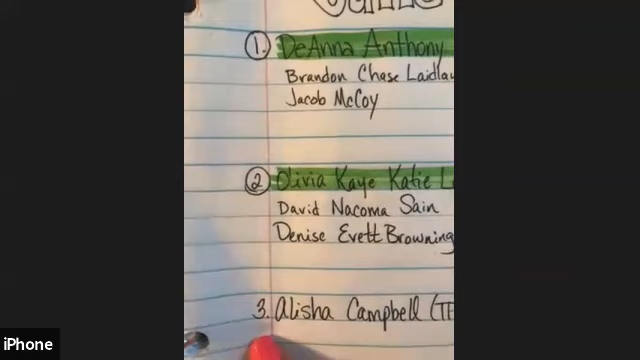 1. DeAnna Anthony
Brandon Chase Laidlaw
Jacob McCoy
2. Olivia Kaye Katie L
David Nacoma Sain
Denise Evett Browning
3. Alisha Campbell (TE
iPhone